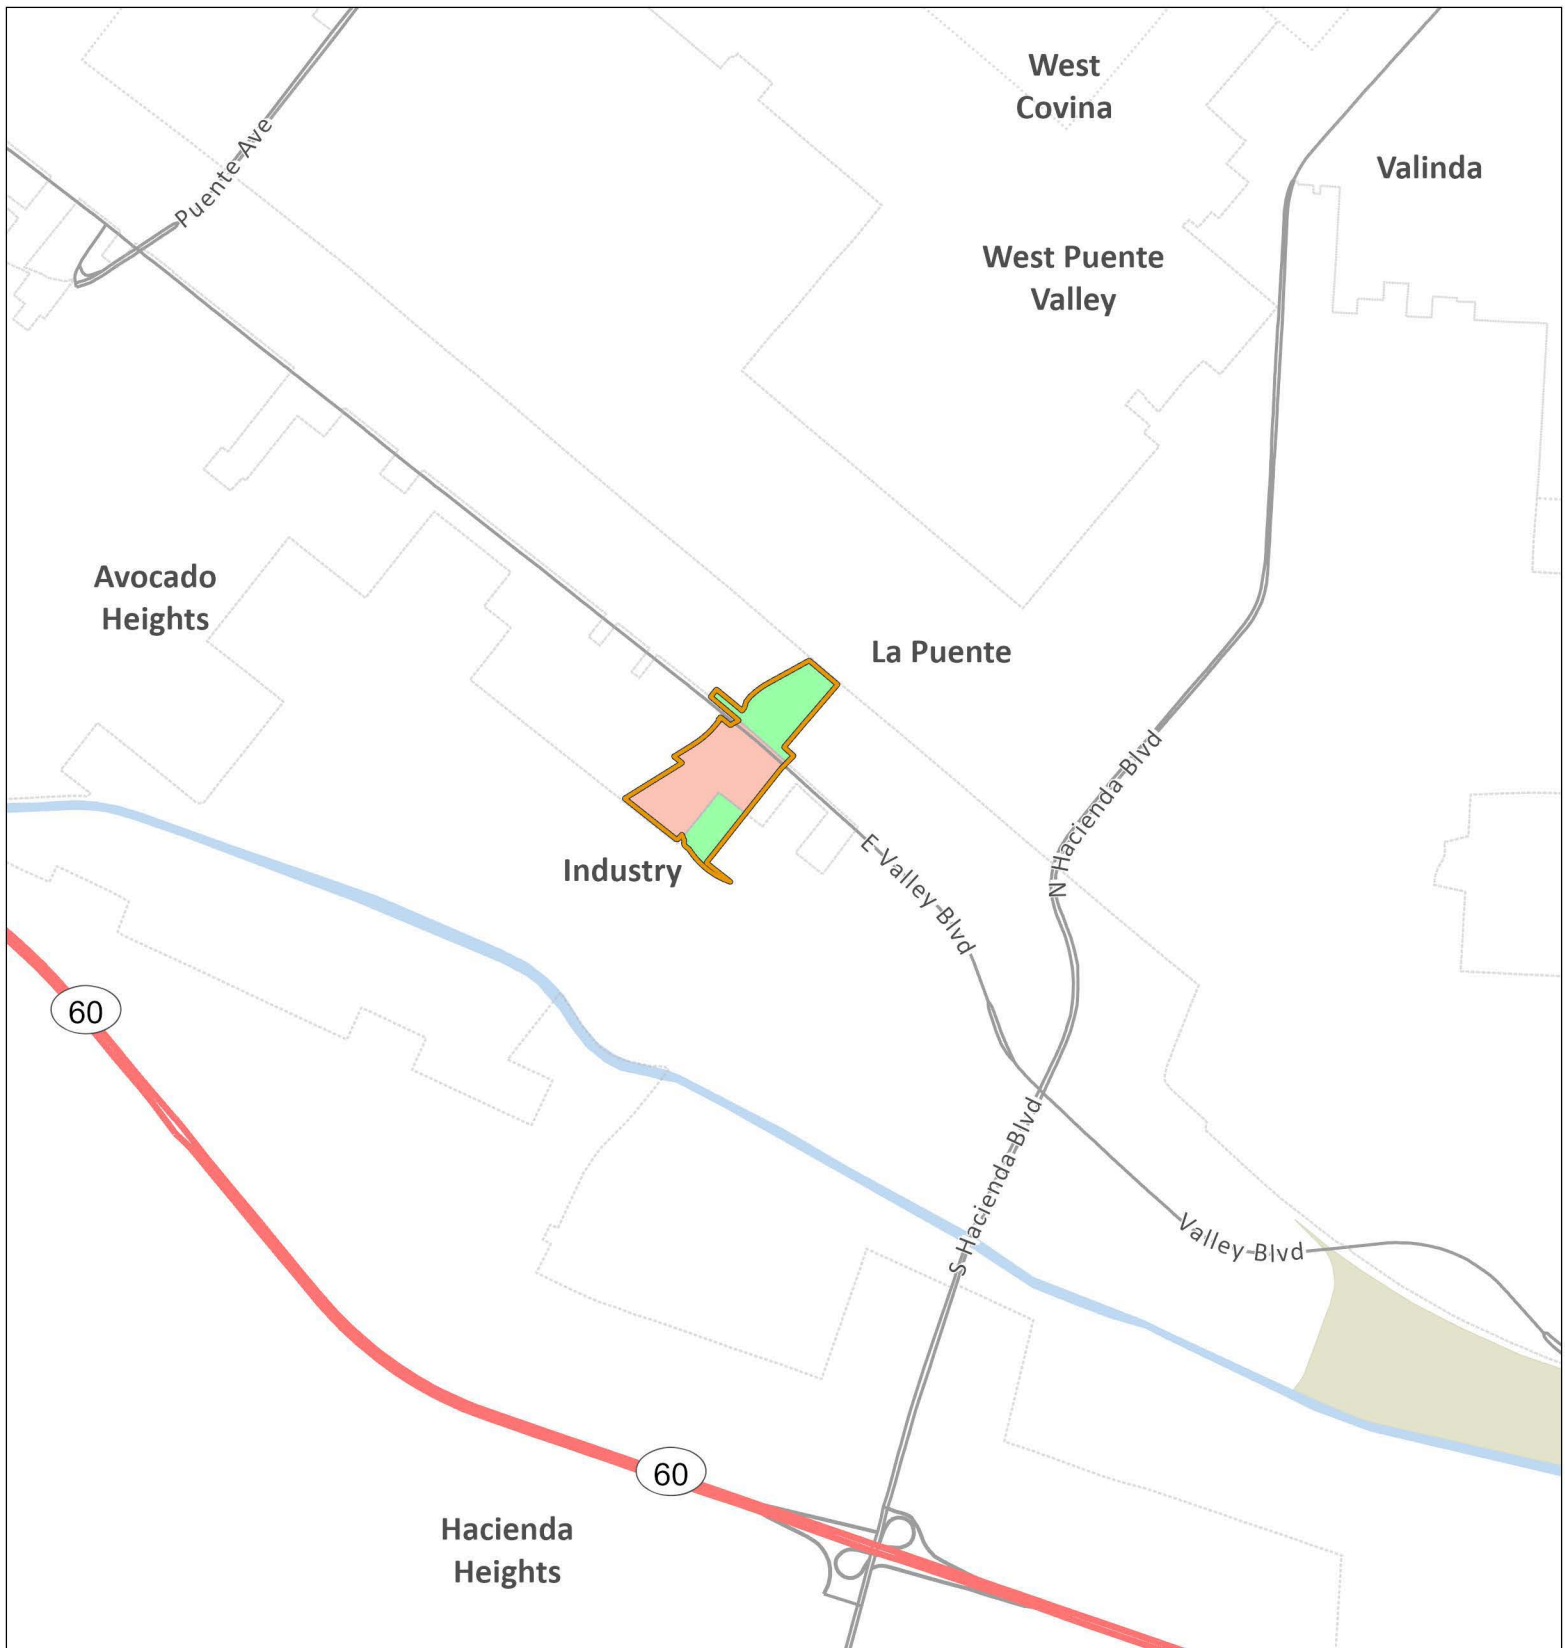 West
Covina
Puente Ave
Valinda
West Puente
Valley
Avocado
Heights
La Puente
N Hacienda Blvd
E Valley Blvd
Industry
60
S Hacienda Blvd
Valley Blvd
60
Hacienda
Heights